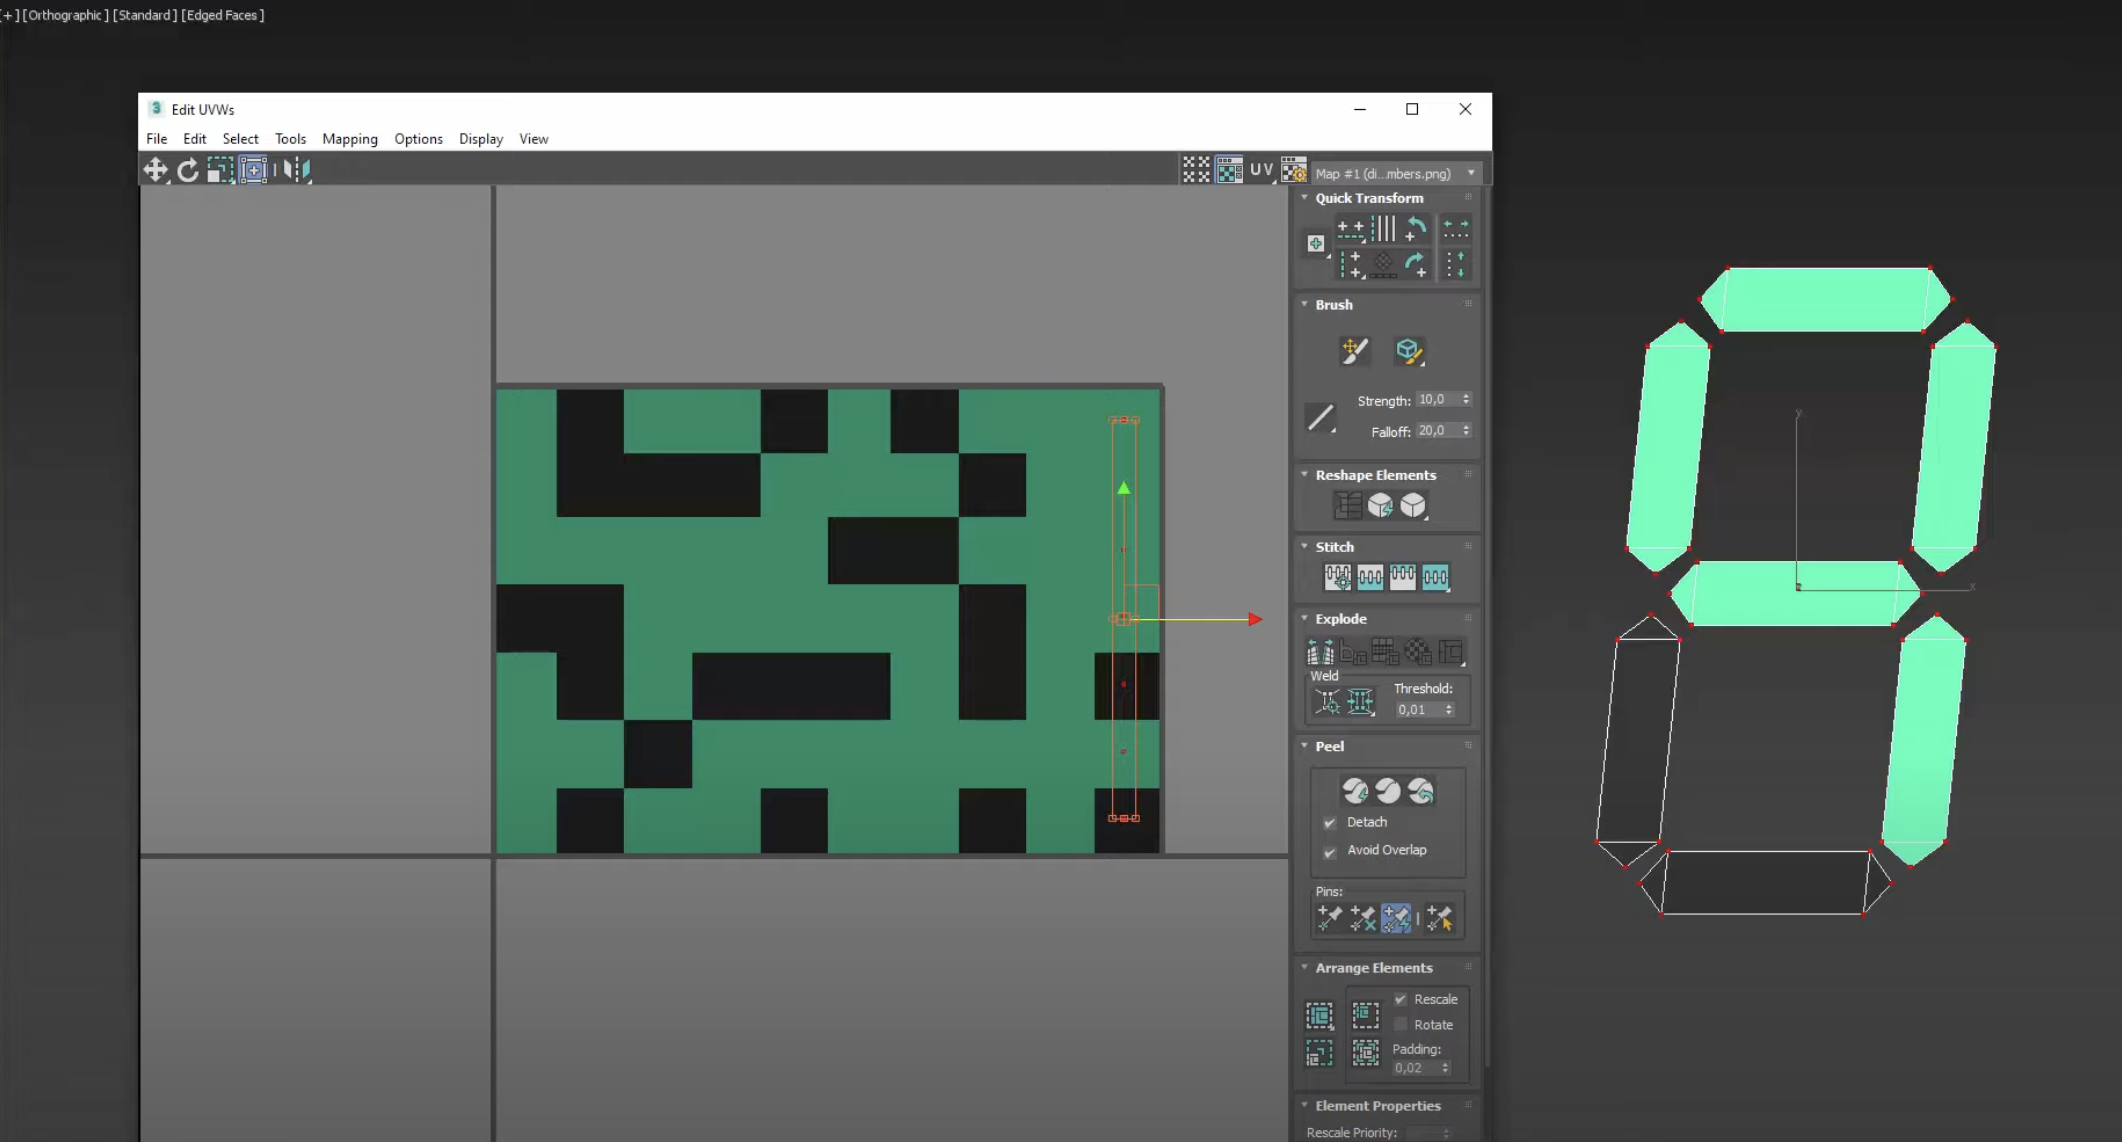 + ] [Orthographic ] [Standard ] [Edged Faces ]
3 Edit UVWs
File Edit Select Tools Mapping Options Display View
UV Map #1 (di...mbers.png)
Quick Transform
Brush
Strength: 10,0
Falloff: 20,0
Reshape Elements
Stitch
Explode
Weld
Threshold:
0,01
Peel
Detach
Avoid Overlap
Pins:
Arrange Elements
Rescale
Rotate
Padding:
0,02
Element Properties
Rescale Priority:
y
x